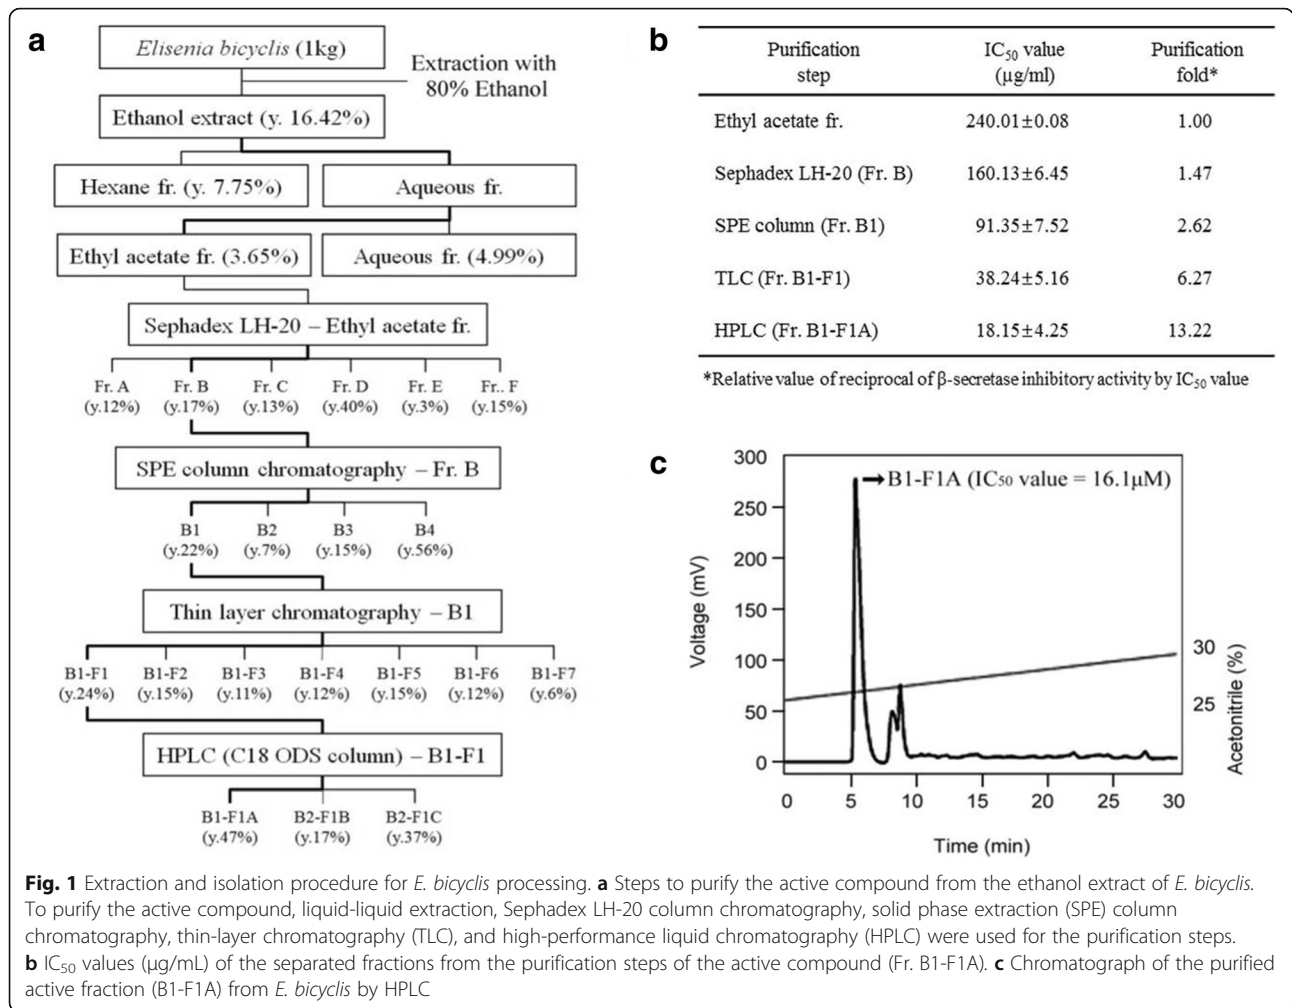 a
Elisenia bicyclis (1kg)
Extraction with
80% Ethanol
Ethanol extract (y. 16.42%)
Hexane fr. (y. 7.75%)
Aqueous fr.
Ethyl acetate fr. (3.65%)
Aqueous fr. (4.99%)
Sephadex LH-20 – Ethyl acetate fr.
Fr. A Fr. B Fr. C Fr. D Fr. E Fr.. F
(y.12%) (y.17%) (y.13%) (y.40%) (y.3%) (y.15%)
SPE column chromatography – Fr. B
B1 B2 B3 B4
(y.22%) (y.7%) (y.15%) (y.56%)
Thin layer chromatography – B1
B1-F1 B1-F2 B1-F3 B1-F4 B1-F5 B1-F6 B1-F7
(y.24%) (y.15%) (y.11%) (y.12%) (y.15%) (y.12%) (y.6%)
HPLC (C18 ODS column) – B1-F1
B1-F1A B2-F1B B2-F1C
(y.47%) (y.17%) (y.37%)
b
Purification IC50 value Purification
step (µg/ml) fold*
Ethyl acetate fr. 240.01±0.08 1.00
Sephadex LH-20 (Fr. B) 160.13±6.45 1.47
SPE column (Fr. B1) 91.35±7.52 2.62
TLC (Fr. B1-F1) 38.24±5.16 6.27
HPLC (Fr. B1-F1A) 18.15±4.25 13.22
*Relative value of reciprocal of β-secretase inhibitory activity by IC50 value
c
300
250
200
150
100
50
0
Voltage (mV)
B1-F1A (IC50 value = 16.1µM)
30
25
Acetonitrile (%)
0 5 10 15 20 25 30
Time (min)
Fig. 1 Extraction and isolation procedure for E. bicyclis processing. a Steps to purify the active compound from the ethanol extract of E. bicyclis.
To purify the active compound, liquid-liquid extraction, Sephadex LH-20 column chromatography, solid phase extraction (SPE) column
chromatography, thin-layer chromatography (TLC), and high-performance liquid chromatography (HPLC) were used for the purification steps.
b IC50 values (µg/mL) of the separated fractions from the purification steps of the active compound (Fr. B1-F1A). c Chromatograph of the purified
active fraction (B1-F1A) from E. bicyclis by HPLC